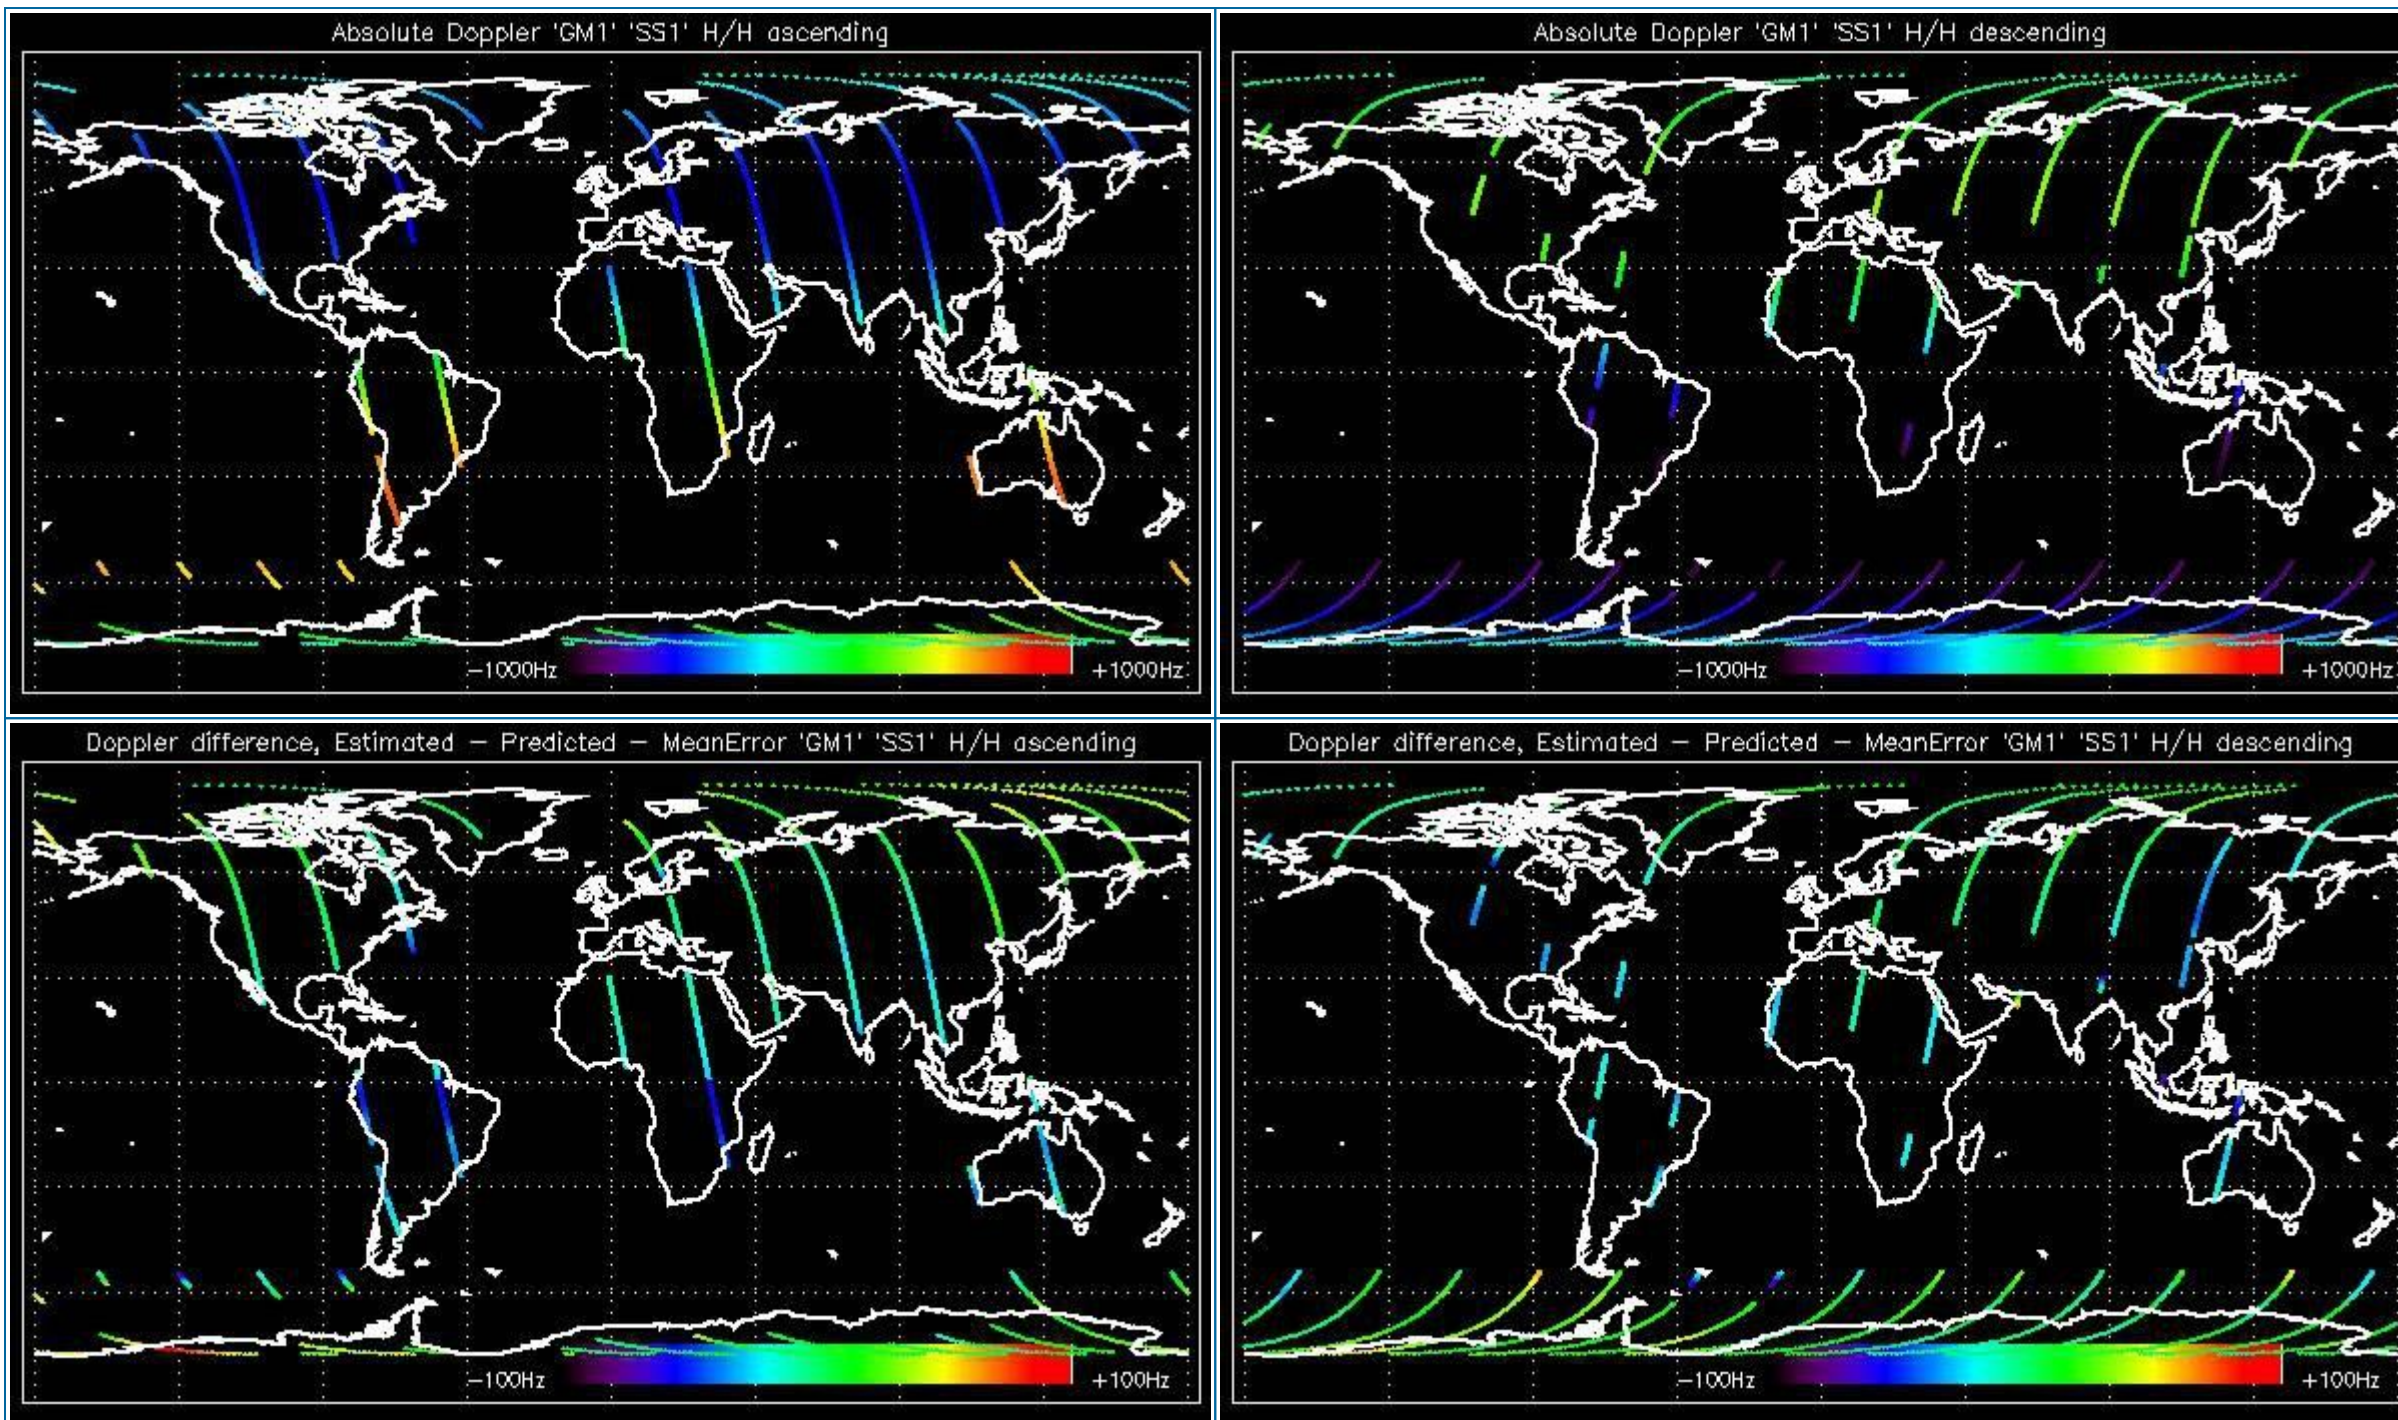 Absolute Doppler 'GM1' 'SS1' H/H ascending
−1000Hz
+1000Hz
Absolute Doppler 'GM1' 'SS1' H/H descending
−1000Hz
+1000Hz
Doppler difference, Estimated − Predicted − MeanError 'GM1' 'SS1' H/H ascending
−100Hz
+100Hz
Doppler difference, Estimated − Predicted − MeanError 'GM1' 'SS1' H/H descending
−100Hz
+100Hz